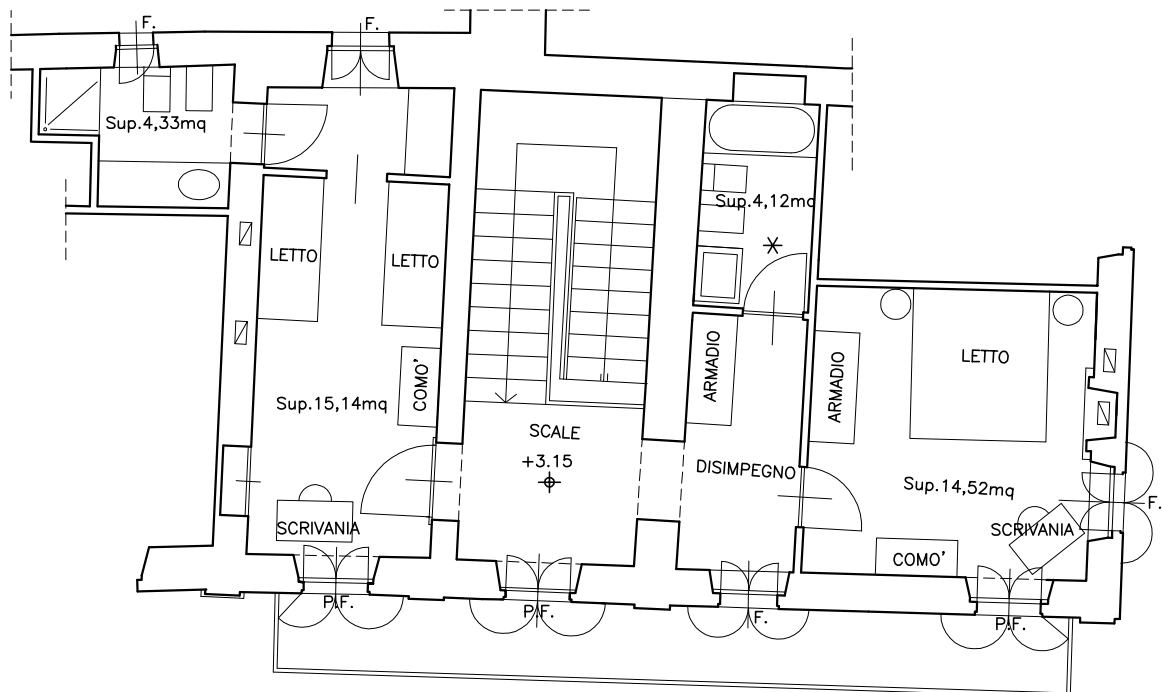 F.
F.
Sup.4,33mq
Sup.4,12mq
LETTO
LETTO
ARMADIO
ARMADIO
LETTO
COMO'
Sup.15,14mq
SCALE
+3.15
DISIMPEGNO
Sup.14,52mq
F.
SCRIVANIA
SCRIVANIA
COMO'
P.F.
P.F.
F.
P.F.